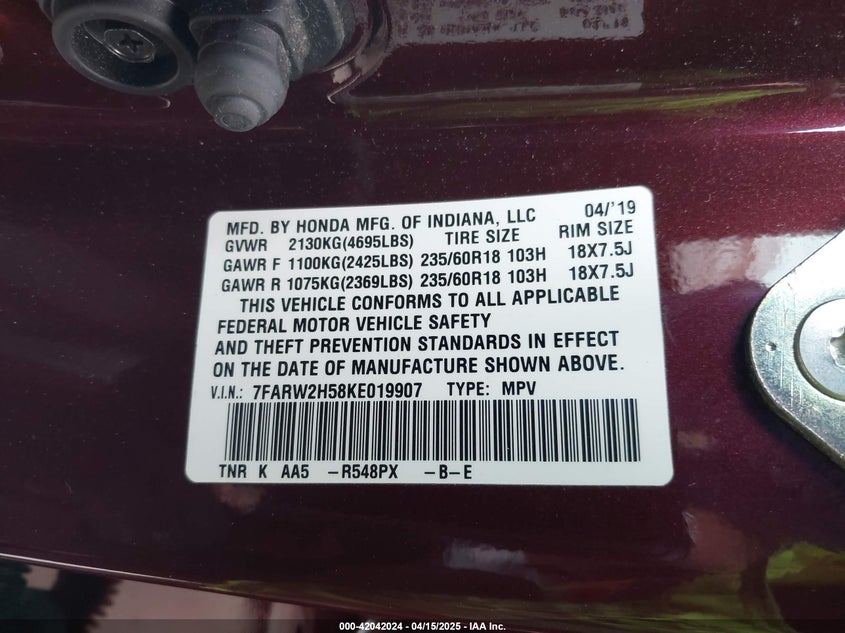 MFD. BY HONDA MFG. OF INDIANA, LLC 04/'19
GVWR 2130KG(4695LBS) TIRE SIZE RIM SIZE
GAWR F 1100KG(2425LBS) 235/60R18 103H 18X7.5J
GAWR R 1075KG(2369LBS) 235/60R18 103H 18X7.5J
THIS VEHICLE CONFORMS TO ALL APPLICABLE
FEDERAL MOTOR VEHICLE SAFETY
AND THEFT PREVENTION STANDARDS IN EFFECT
ON THE DATE OF MANUFACTURE SHOWN ABOVE.
V.I.N.: 7FARW2H58KE019907 TYPE: MPV
TNR K AA5 -R548PX -B-E
000-42042024 - 04/15/2025 - IAA Inc.